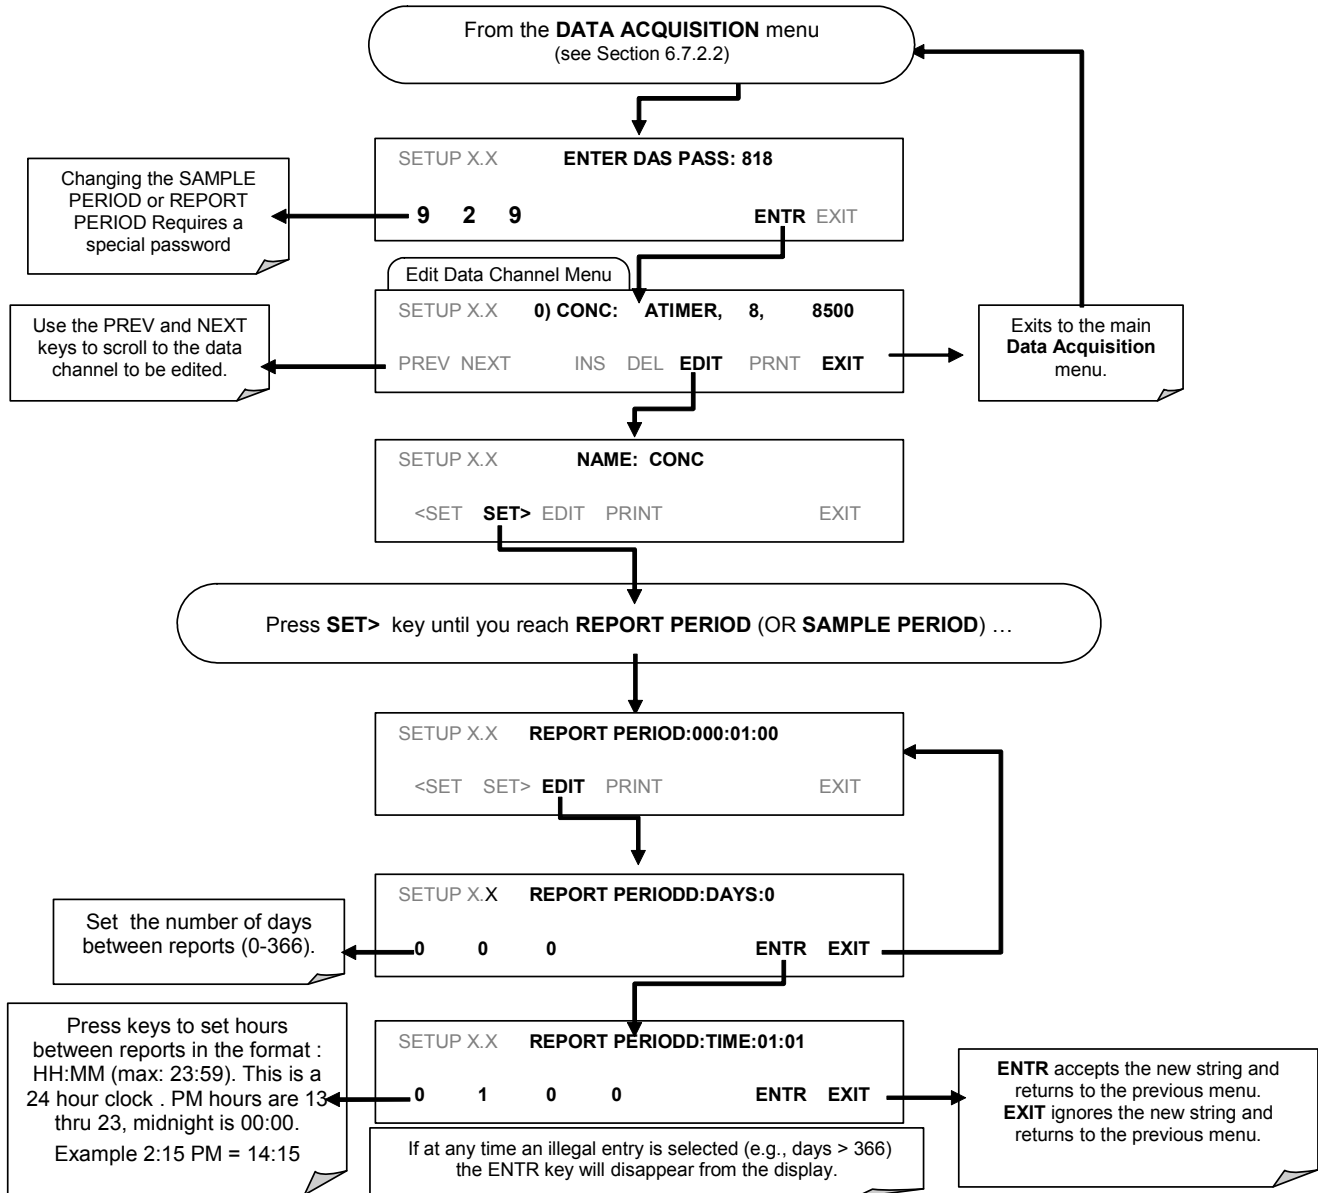 From the DATA ACQUISITION menu
(see Section 6.7.2.2)
SETUP X.X ENTER DAS PASS: 818
9 2 9 ENTR EXIT
Changing the SAMPLE
PERIOD or REPORT
PERIOD Requires a
special password
Edit Data Channel Menu
SETUP X.X 0) CONC: ATIMER, 8, 8500
PREV NEXT INS DEL EDIT PRNT EXIT
Use the PREV and NEXT
keys to scroll to the data
channel to be edited.
Exits to the main
Data Acquisition
menu.
SETUP X.X NAME: CONC
<SET SET> EDIT PRINT EXIT
Press SET> key until you reach REPORT PERIOD (OR SAMPLE PERIOD) …
SETUP X.X REPORT PERIOD:000:01:00
<SET SET> EDIT PRINT EXIT
SETUP X.X REPORT PERIODD:DAYS:0
0 0 0 ENTR EXIT
Set the number of days
between reports (0-366).
SETUP X.X REPORT PERIODD:TIME:01:01
0 1 0 0 ENTR EXIT
Press keys to set hours
between reports in the format :
HH:MM (max: 23:59). This is a
24 hour clock . PM hours are 13
thru 23, midnight is 00:00.
Example 2:15 PM = 14:15
ENTR accepts the new string and
returns to the previous menu.
EXIT ignores the new string and
returns to the previous menu.
If at any time an illegal entry is selected (e.g., days > 366)
the ENTR key will disappear from the display.